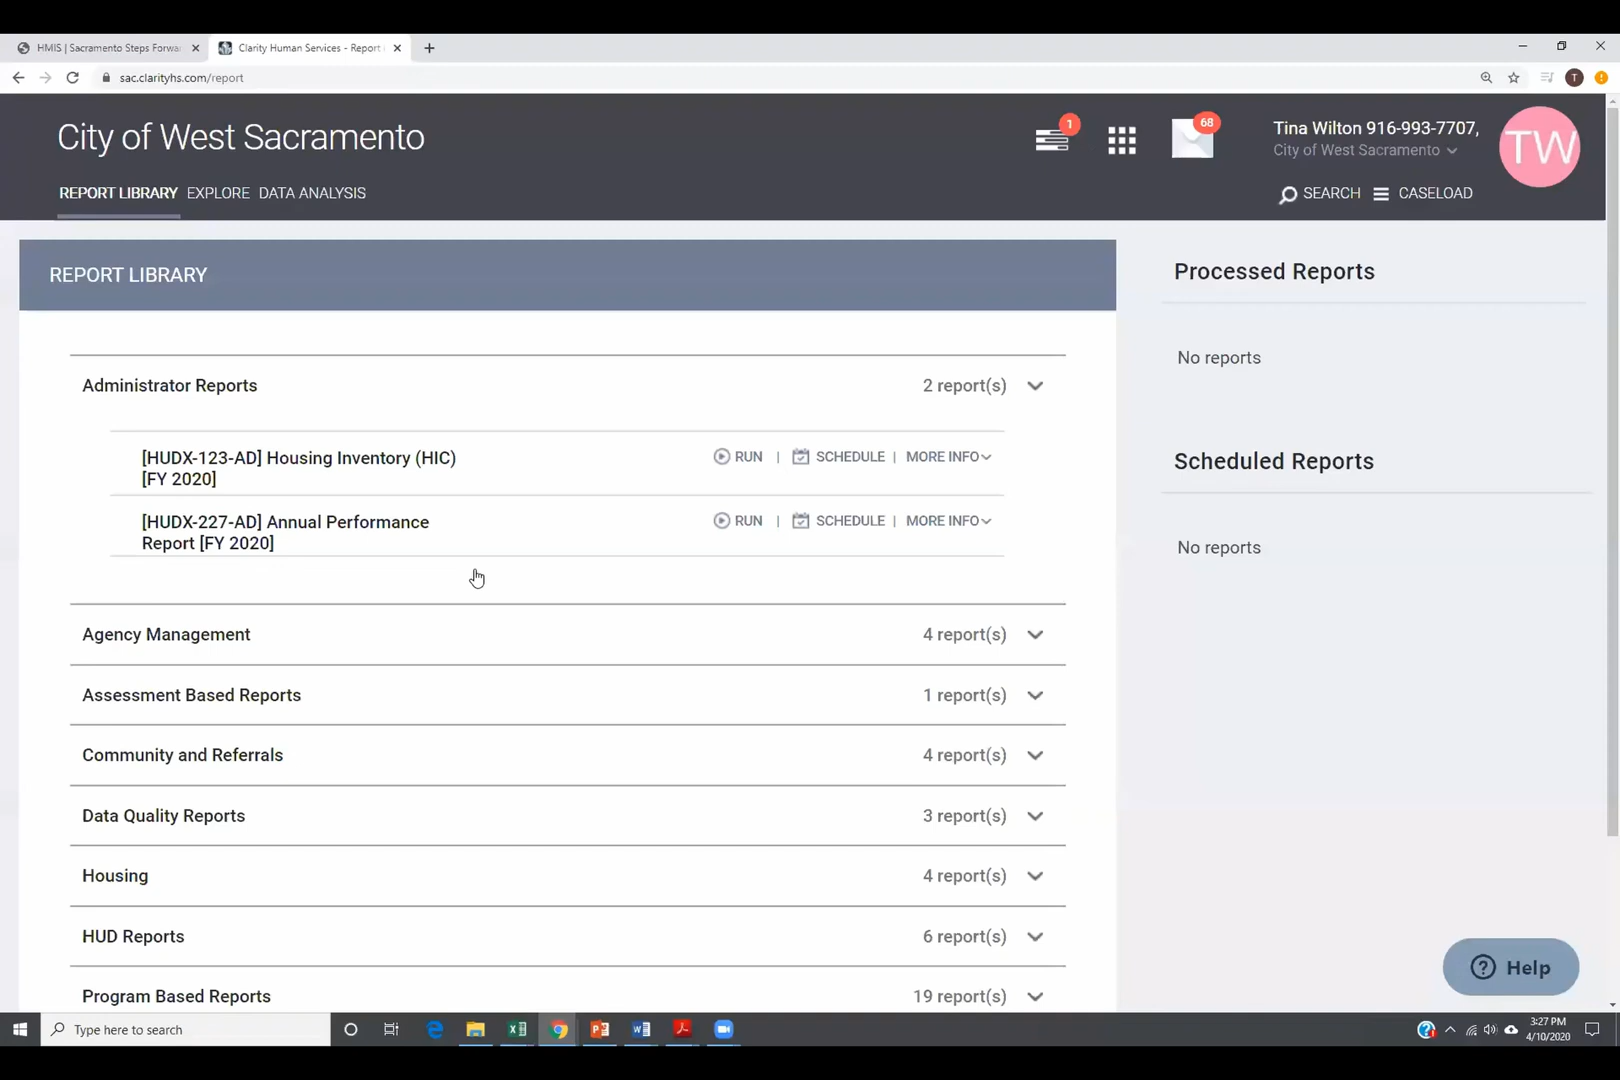 HMIS | Sacramento Steps Forwa
Clarity Human Services - Report
sac.clarityhs.com/report
T
City of West Sacramento
1
68
Tina Wilton 916-993-7707,
City of West Sacramento
TW
REPORT LIBRARY EXPLORE DATA ANALYSIS
SEARCH CASELOAD
REPORT LIBRARY
Administrator Reports 2 report(s)
[HUDX-123-AD] Housing Inventory (HIC)
[FY 2020]
RUN | SCHEDULE | MORE INFO
[HUDX-227-AD] Annual Performance
Report [FY 2020]
RUN | SCHEDULE | MORE INFO
Agency Management 4 report(s)
Assessment Based Reports 1 report(s)
Community and Referrals 4 report(s)
Data Quality Reports 3 report(s)
Housing 4 report(s)
HUD Reports 6 report(s)
Program Based Reports 19 report(s)
Processed Reports
No reports
Scheduled Reports
No reports
Help
Type here to search
3:27 PM
4/10/2020